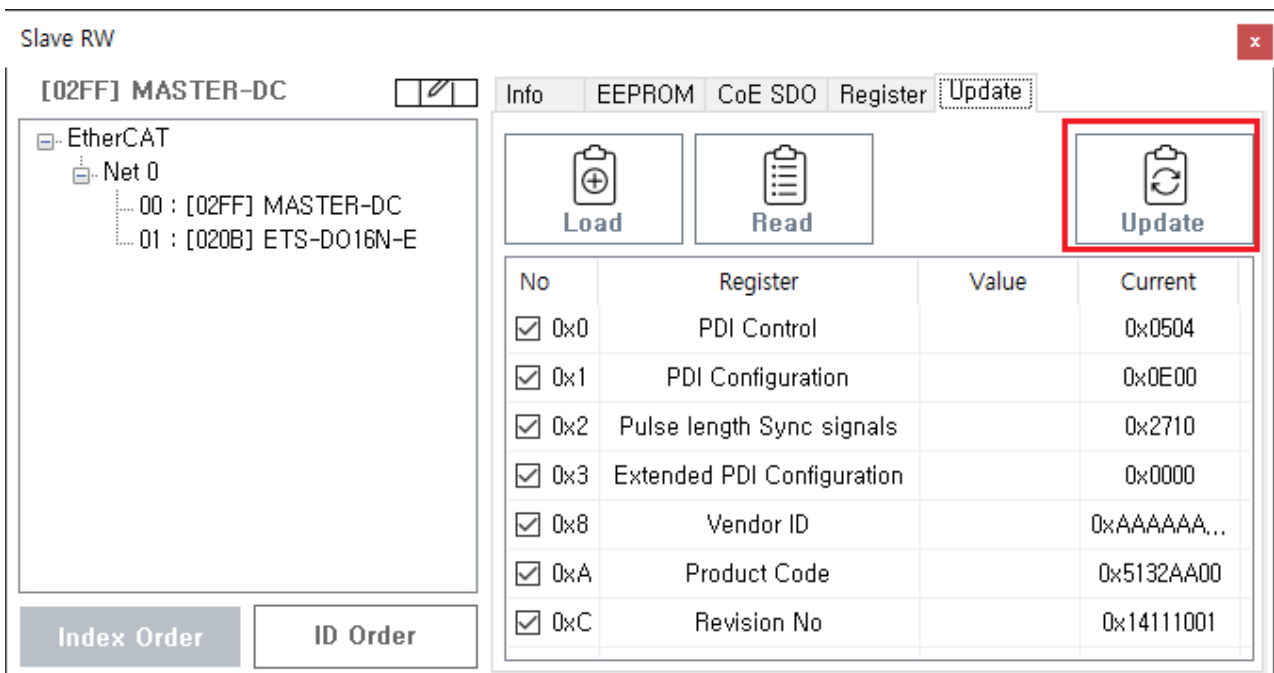 Slave RW
x
[02FF] MASTER-DC
EtherCAT
Net 0
00 : [02FF] MASTER-DC
01 : [020B] ETS-DO16N-E
Index Order
ID Order
Info EEPROM CoE SDO Register Update
Load Read Update
No Register Value Current
0x0 PDI Control 0x0504
0x1 PDI Configuration 0x0E00
0x2 Pulse length Sync signals 0x2710
0x3 Extended PDI Configuration 0x0000
0x8 Vendor ID 0xAAAAAA...
0xA Product Code 0x5132AA00
0xC Revision No 0x14111001